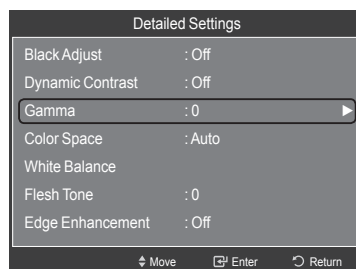 Detailed Settings
Black Adjust : Off
Dynamic Contrast : Off
Gamma : 0
Color Space : Auto
White Balance
Flesh Tone : 0
Edge Enhancement : Off
Move Enter Return